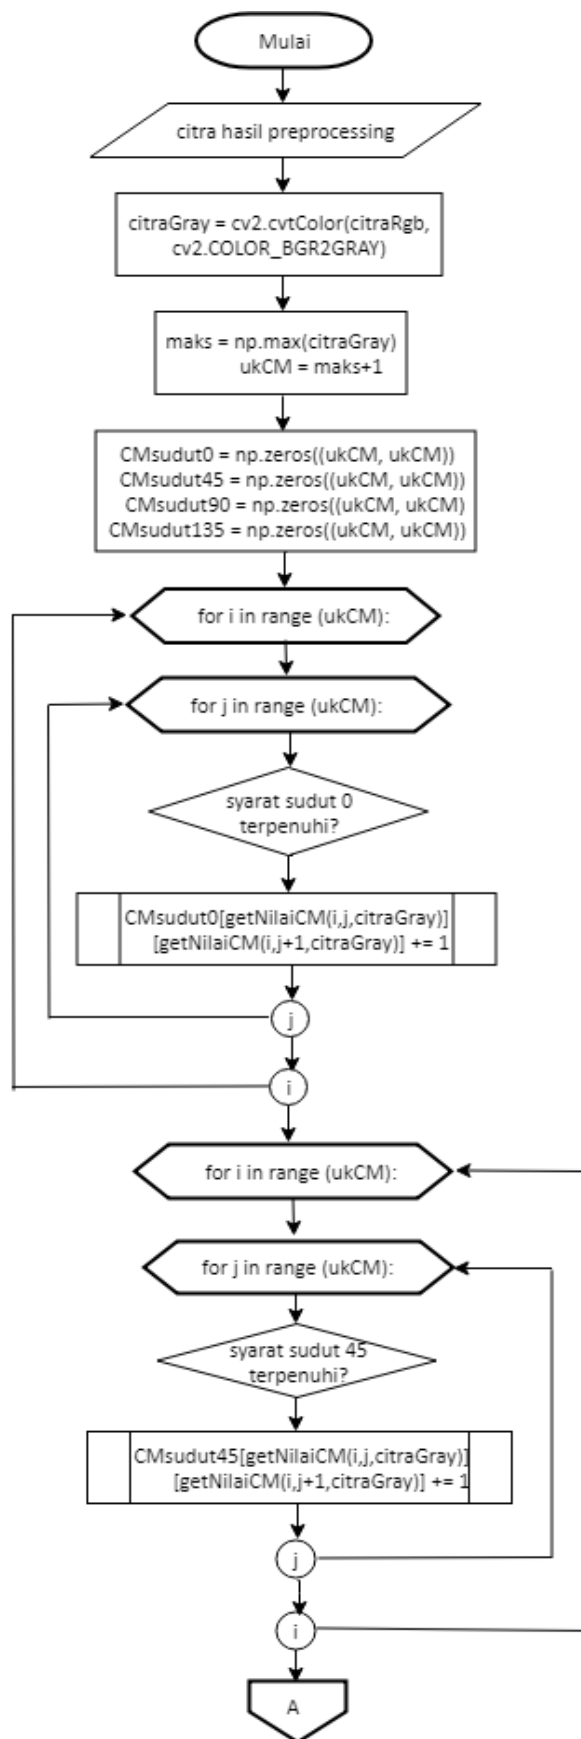 Mulai
citra hasil preprocessing
citraGray = cv2.cvtColor(citraRgb,
cv2.COLOR_BGR2GRAY)
maks = np.max(citraGray)
ukCM = maks+1
CMsudut0 = np.zeros((ukCM, ukCM))
CMsudut45 = np.zeros((ukCM, ukCM))
CMsudut90 = np.zeros((ukCM, ukCM)
CMsudut135 = np.zeros((ukCM, ukCM))
for i in range (ukCM):
for j in range (ukCM):
syarat sudut 0
terpenuhi?
CMsudut0[getNilaiCM(i,j,citraGray)]
[getNilaiCM(i,j+1,citraGray)] += 1
j
i
for i in range (ukCM):
for j in range (ukCM):
syarat sudut 45
terpenuhi?
CMsudut45[getNilaiCM(i,j,citraGray)]
[getNilaiCM(i,j+1,citraGray)] += 1
j
i
A